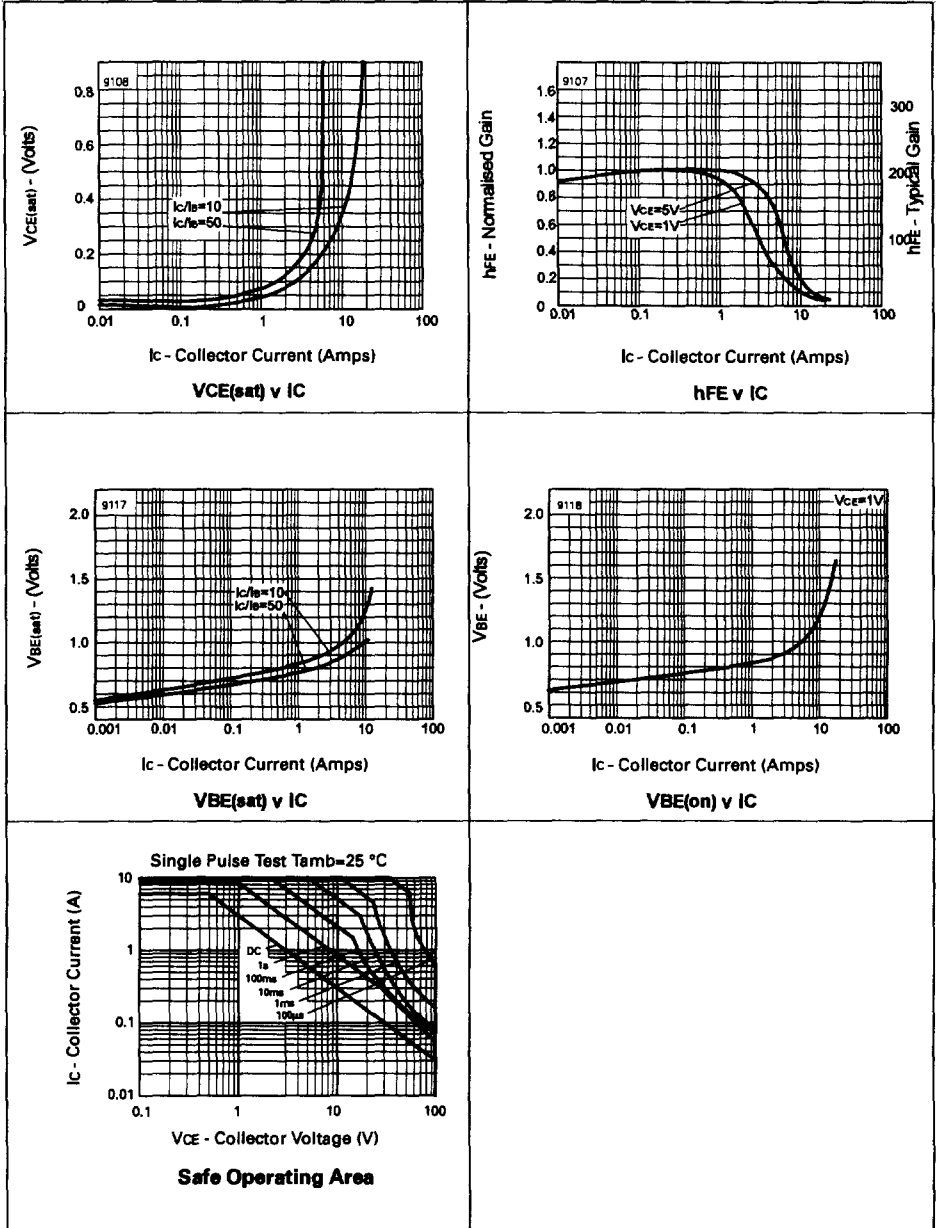 9108
0.8
0.6
0.4
0.2
0
VCE(sat) - (Volts)
Ic/IB=10
Ic/IB=50
0.01 0.1 1 10 100
Ic - Collector Current (Amps)
VCE(sat) v IC
9107
1.6
1.4
1.2
1.0
0.8
0.6
0.4
0.2
0
hFE - Normalised Gain
300
200
100
hFE - Typical Gain
VCE=5V
VCE=1V
0.01 0.1 1 10 100
Ic - Collector Current (Amps)
hFE v IC
9117
2.0
1.5
1.0
0.5
VBE(sat) - (Volts)
Ic/IB=10
Ic/IB=50
0.001 0.01 0.1 1 10 100
Ic - Collector Current (Amps)
VBE(sat) v IC
9118
VCE=1V
2.0
1.5
1.0
0.5
VBE - (Volts)
0.001 0.01 0.1 1 10 100
Ic - Collector Current (Amps)
VBE(on) v IC
Single Pulse Test Tamb=25 °C
10
1
0.1
0.01
Ic - Collector Current (A)
DC
1s
100ms
10ms
1ms
100µs
0.1 1 10 100
VCE - Collector Voltage (V)
Safe Operating Area